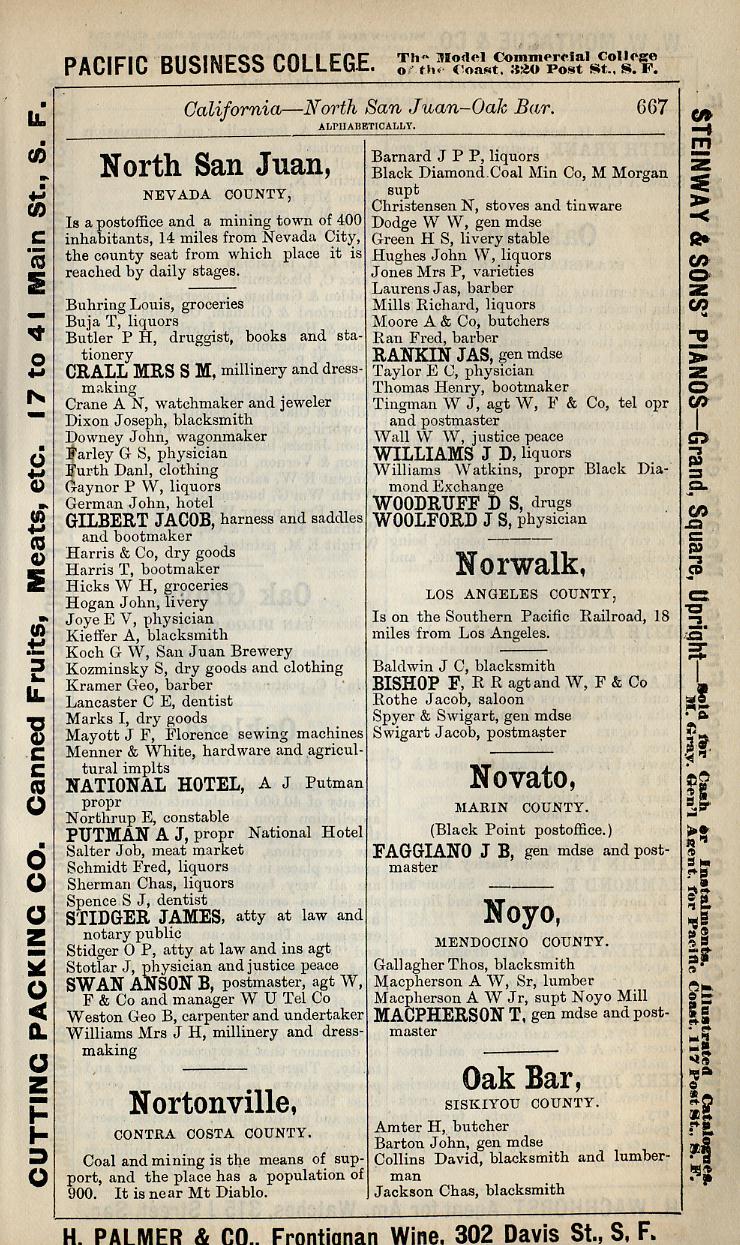 PACIFIC BUSINESS COLLEGE. The Model Commercial College
of the Coast, 320 Post St., S. F.
California—North San Juan-Oak Bar. 667
ALPHABETICALLY.
North San Juan,
NEVADA COUNTY,
Is a postoffice and a mining town of 400
inhabitants, 14 miles from Nevada City,
the county seat from which place it is
reached by daily stages.
Buhring Louis, groceries
Buja T, liquors
Butler P H, druggist, books and sta-
tionery
CRALL MRS S M, millinery and dress-
making
Crane A N, watchmaker and jeweler
Dixon Joseph, blacksmith
Downey John, wagonmaker
Farley G S, physician
Furth Danl, clothing
Gaynor P W, liquors
German John, hotel
GILBERT JACOB, harness and saddles
and bootmaker
Harris & Co, dry goods
Harris T, bootmaker
Hicks W H, groceries
Hogan John, livery
Joye E V, physician
Kieffer A, blacksmith
Koch G W, San Juan Brewery
Kozminsky S, dry goods and clothing
Kramer Geo, barber
Lancaster C E, dentist
Marks I, dry goods
Mayott J F, Florence sewing machines
Menner & White, hardware and agricul-
tural implts
NATIONAL HOTEL, A J Putman
propr
Northrup E, constable
PUTMAN A J, propr National Hotel
Salter Job, meat market
Schmidt Fred, liquors
Sherman Chas, liquors
Spence S J, dentist
STIDGER JAMES, atty at law and
notary public
Stidger O P, atty at law and ins agt
Stotlar J, physician and justice peace
SWAN ANSON B, postmaster, agt W,
F & Co and manager W U Tel Co
Weston Geo B, carpenter and undertaker
Williams Mrs J H, millinery and dress-
making
Nortonville,
CONTRA COSTA COUNTY.
Coal and mining is the means of sup-
port, and the place has a population of
900. It is near Mt Diablo.
Barnard J P P, liquors
Black Diamond Coal Min Co, M Morgan
supt
Christensen N, stoves and tinware
Dodge W W, gen mdse
Green H S, livery stable
Hughes John W, liquors
Jones Mrs P, varieties
Laurens Jas, barber
Mills Richard, liquors
Moore A & Co, butchers
Ran Fred, barber
RANKIN JAS, gen mdse
Taylor E C, physician
Thomas Henry, bootmaker
Tingman W J, agt W, F & Co, tel opr
and postmaster
Wall W W, justice peace
WILLIAMS J D, liquors
Williams Watkins, propr Black Dia-
mond Exchange
WOODRUFF D S, drugs
WOOLFORD J S, physician
Norwalk,
LOS ANGELES COUNTY,
Is on the Southern Pacific Railroad, 18
miles from Los Angeles.
Baldwin J C, blacksmith
BISHOP F, R R agt and W, F & Co
Rothe Jacob, saloon
Spyer & Swigart, gen mdse
Swigart Jacob, postmaster
Novato,
MARIN COUNTY.
(Black Point postoffice.)
FAGGIANO J B, gen mdse and post-
master
Noyo,
MENDOCINO COUNTY.
Gallagher Thos, blacksmith
Macpherson A W, Sr, lumber
Macpherson A W Jr, supt Noyo Mill
MACPHERSON T, gen mdse and post-
master
Oak Bar,
SISKIYOU COUNTY.
Amter H, butcher
Barton John, gen mdse
Collins David, blacksmith and lumber-
man
Jackson Chas, blacksmith
CUTTING PACKING CO. Canned Fruits, Meats, etc. 17 to 41 Main St., S. F.
STEINWAY & SONS' PIANOS—Grand, Square, Upright—Sold for Cash or Instalments. Illustrated Catalogues.
M. Gray, Gen'l Agent, for Pacific Coast, 117 Post St., S. F.
H. PALMER & CO., Frontignan Wine, 302 Davis St., S. F.